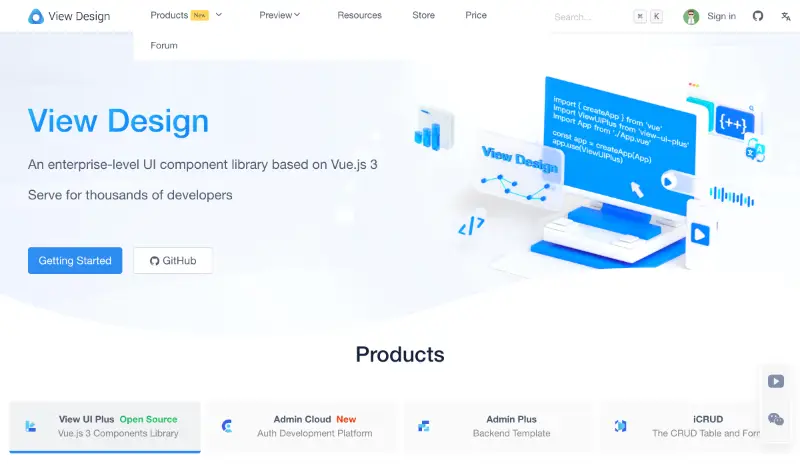 View Design
Products New
Preview
Resources
Store
Price
Search...
⌘ K
Sign in
Forum
View Design
An enterprise-level UI component library based on Vue.js 3
Serve for thousands of developers
Getting Started
GitHub
import { createApp } from 'vue'
import ViewUIPlus from 'view-ui-plus'
import App from './App.vue'
const app = createApp(App)
app.use(ViewUIPlus)
{++}
View Design
</>
Products
View UI Plus Open Source
Vue.js 3 Components Library
Admin Cloud New
Auth Development Platform
Admin Plus
Backend Template
iCRUD
The CRUD Table and Form